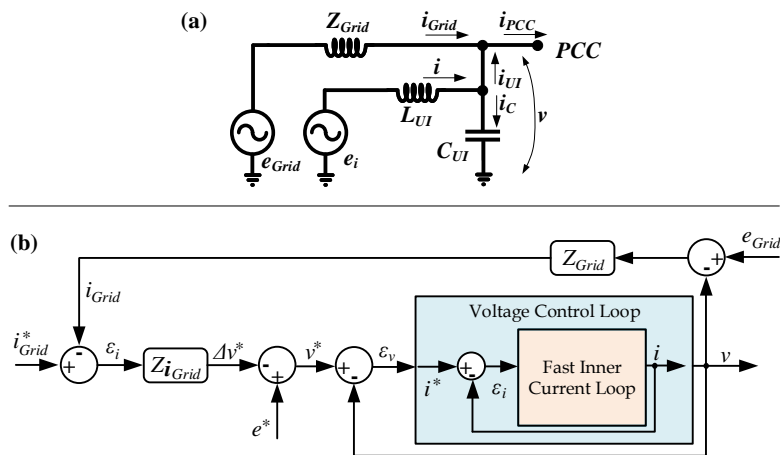 (a)
Z_Grid
i_Grid
i_PCC
PCC
i
i_UI
i_C
L_UI
v
C_UI
e_Grid
e_i
(b)
e_Grid
Z_Grid
+
-
i_Grid
Voltage Control Loop
i*_Grid
-
+
ε_i
Zi_Grid
Δv*
-
+
v*
+
-
ε_v
i*
+
-
ε_i
Fast Inner
Current Loop
i
v
e*